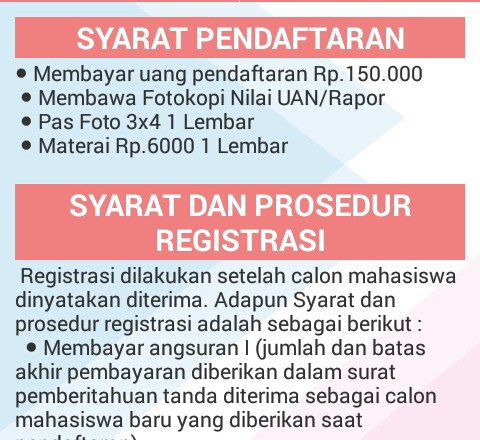 SYARAT PENDAFTARAN
● Membayar uang pendaftaran Rp.150.000
● Membawa Fotokopi Nilai UAN/Rapor
● Pas Foto 3x4 1 Lembar
● Materai Rp.6000 1 Lembar
SYARAT DAN PROSEDUR
REGISTRASI
Registrasi dilakukan setelah calon mahasiswa
dinyatakan diterima. Adapun Syarat dan
prosedur registrasi adalah sebagai berikut :
● Membayar angsuran I (jumlah dan batas
akhir pembayaran diberikan dalam surat
pemberitahuan tanda diterima sebagai calon
mahasiswa baru yang diberikan saat